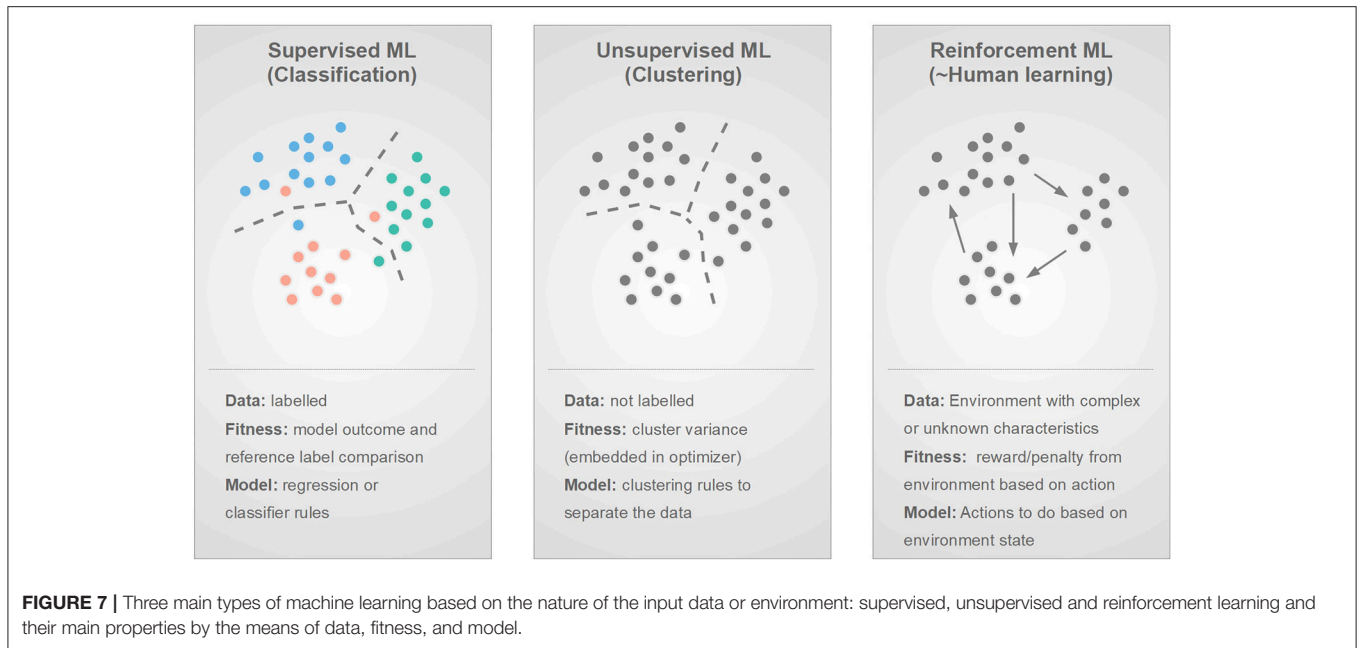 Supervised ML
(Classification)
Data: labelled
Fitness: model outcome and
reference label comparison
Model: regression or
classifier rules
Unsupervised ML
(Clustering)
Data: not labelled
Fitness: cluster variance
(embedded in optimizer)
Model: clustering rules to
separate the data
Reinforcement ML
(~Human learning)
Data: Environment with complex
or unknown characteristics
Fitness: reward/penalty from
environment based on action
Model: Actions to do based on
environment state
FIGURE 7 | Three main types of machine learning based on the nature of the input data or environment: supervised, unsupervised and reinforcement learning and
their main properties by the means of data, fitness, and model.